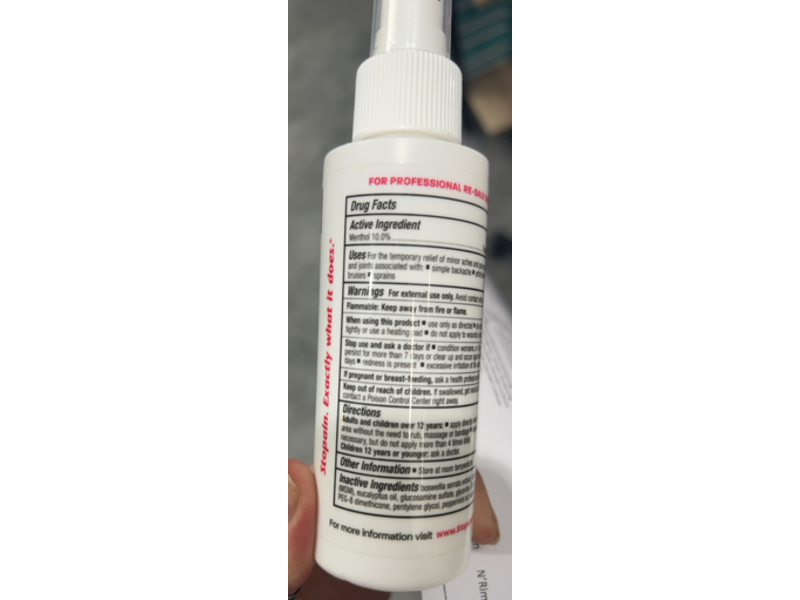 FOR PROFESSIONAL RE-SALE
Drug Facts
Active Ingredient
Menthol 10.0%
Uses For the temporary relief of minor aches and
and joints associated with: ■ simple backache ■
bruises ■ sprains
Warnings For external use only. Avoid contact
Flammable: Keep away from fire or flame.
When using this product ■ use only as directed ■
tightly or use a heating pad ■ do not apply to wounds
Stop use and ask a doctor if ■ condition worsens,
persist for more than 7 days or clear up and occur
days ■ redness is present ■ excessive irritation of
If pregnant or breast-feeding, ask a health
Keep out of reach of children. If swallowed, get
contact a Poison Control Center right away.
Directions
Adults and children over 12 years: ■ apply directly
area without the need to rub, massage or bandage ■
necessary, but do not apply more than 4 times daily
Children 12 years or younger: ask a doctor.
Other Information ■ Store at room
Inactive Ingredients boswellia serrata
(MSM), eucalyptus oil, glucosamine sulfate, glycerin,
PEG-8 dimethicone, pentylene glycol, peppermint oil,
For more information visit www.
Stopain. Exactly what it does.
N'Rim